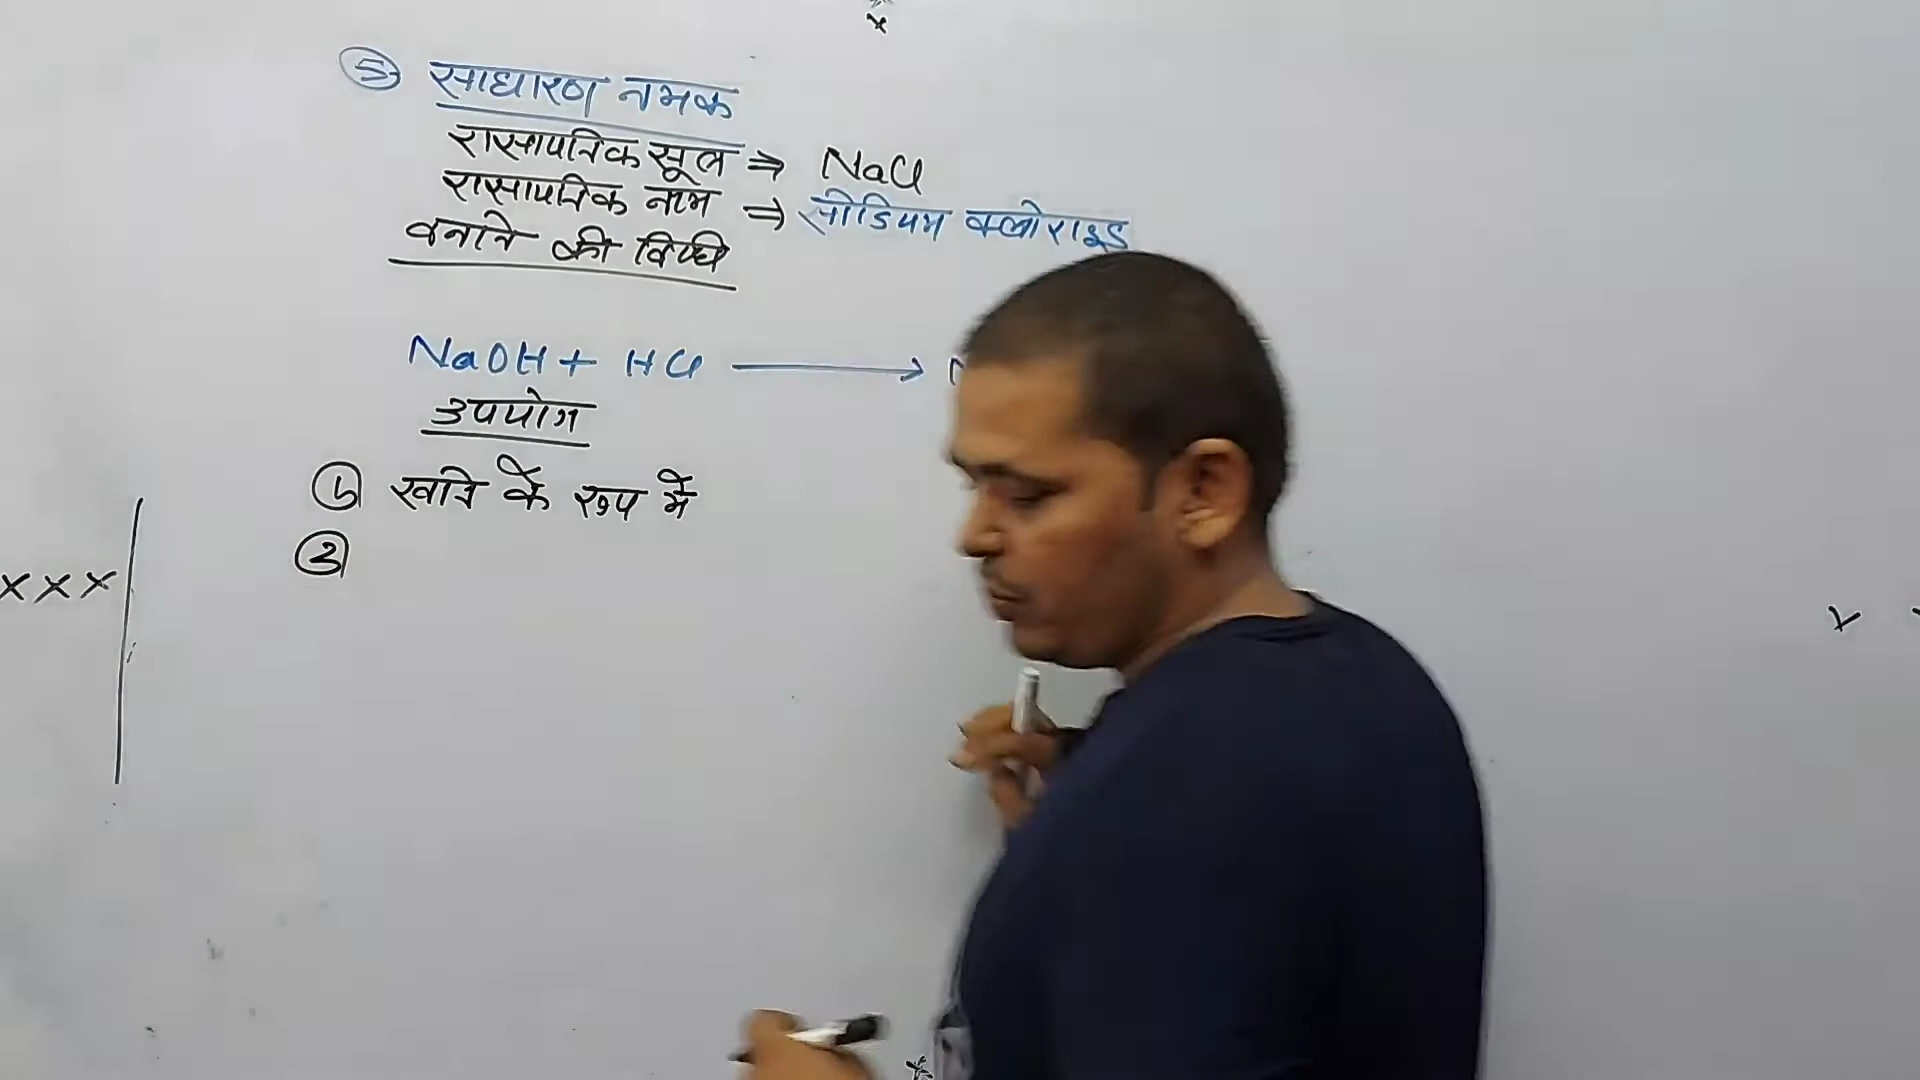 5 साधारण नमक
रासायनिक सूत्र ⇒ NaCl
रासायनिक नाम ⇒ सोडियम क्लोराइड
बनाने की विधि
NaOH + HCl ⟶
उपयोग
1 खाने के रूप में
2
x x x